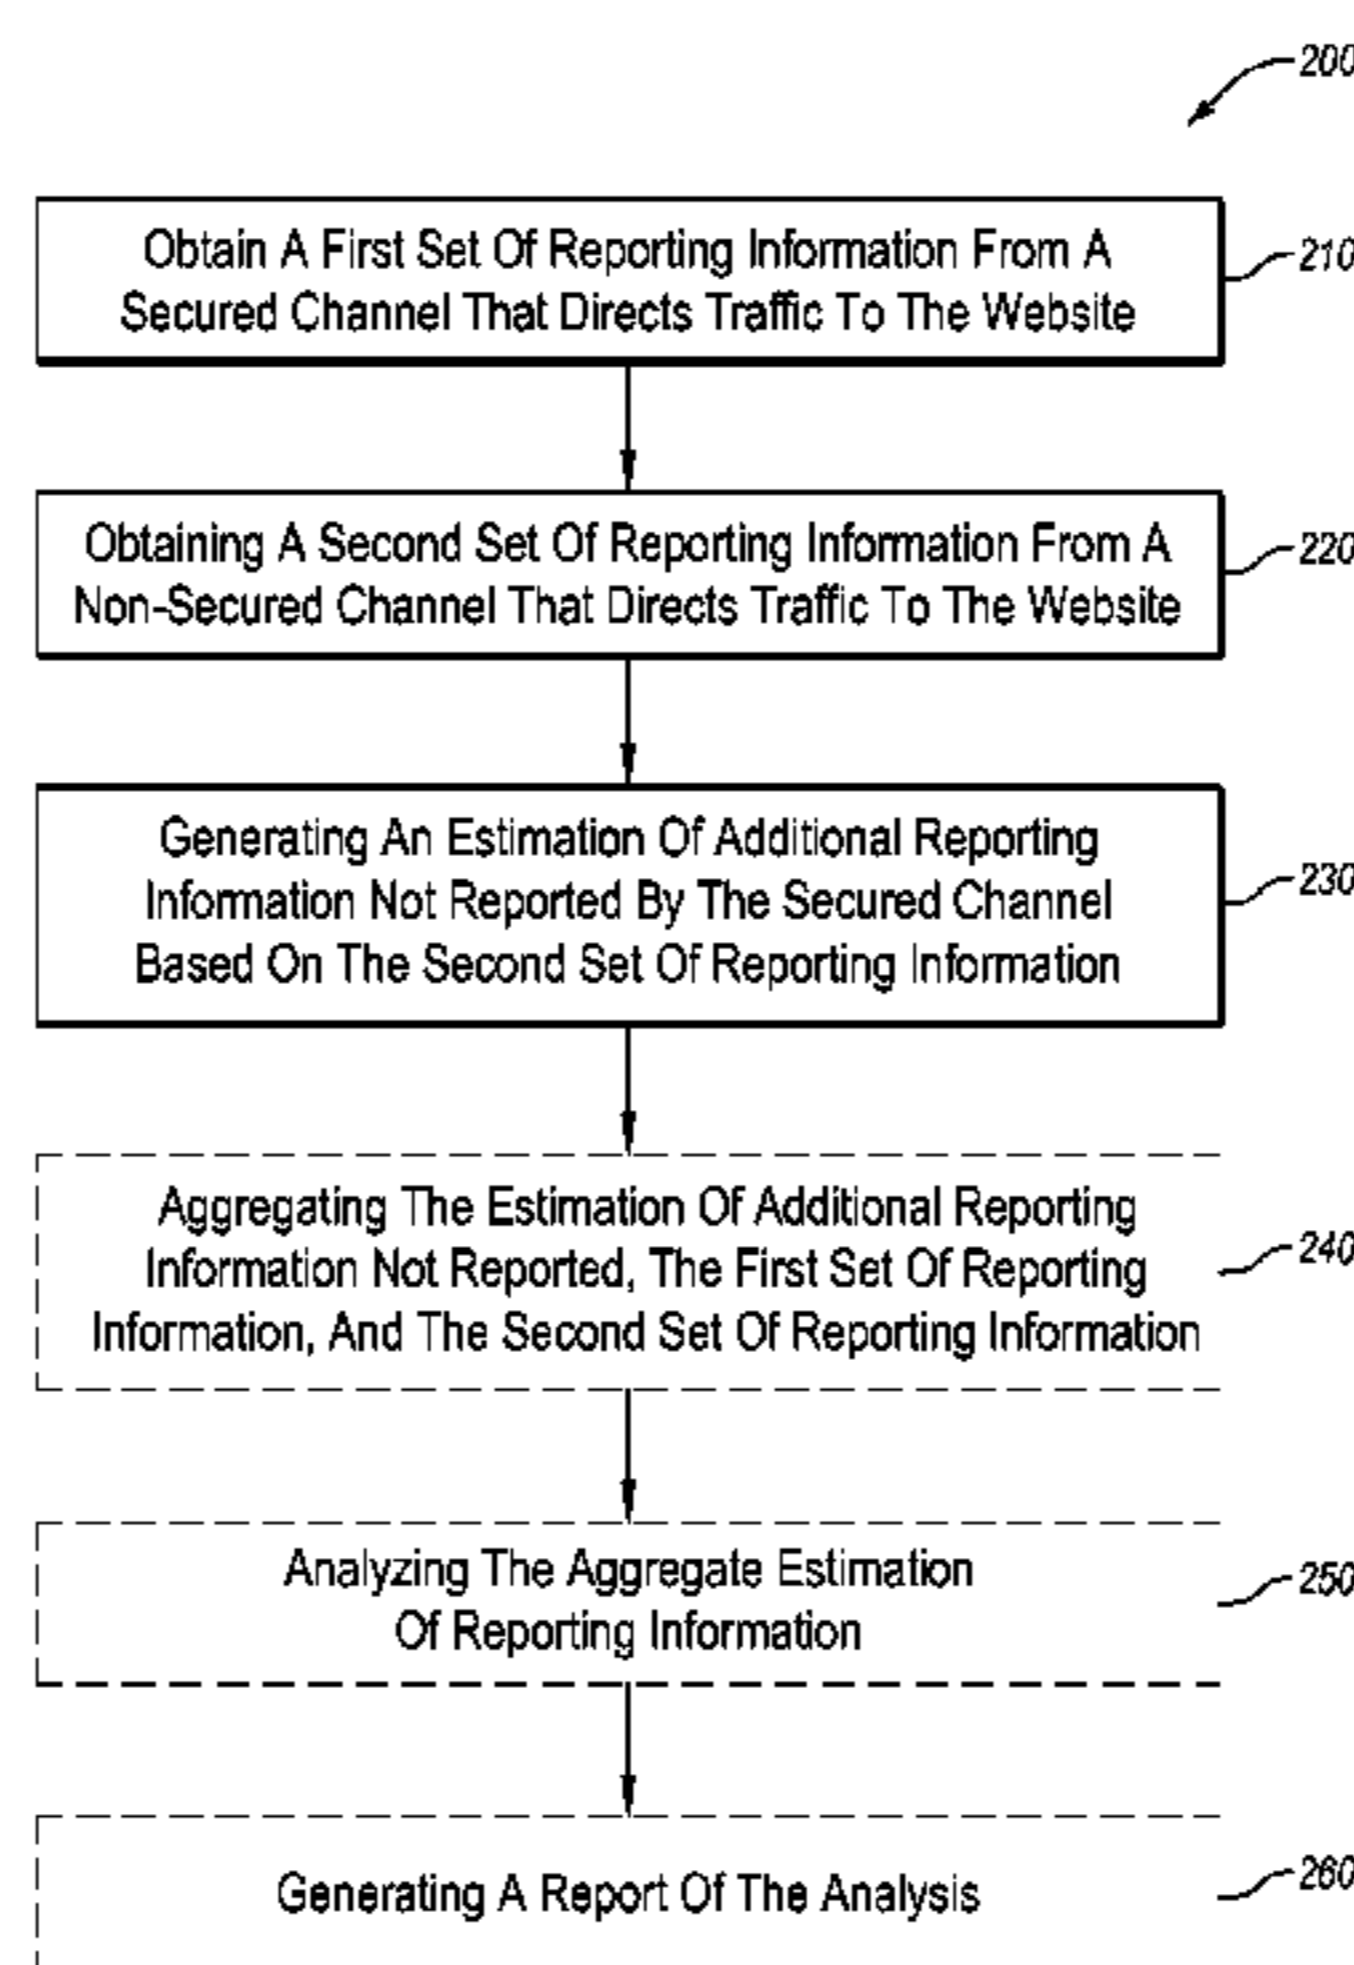 200
Obtain A First Set Of Reporting Information From A
Secured Channel That Directs Traffic To The Website
210
Obtaining A Second Set Of Reporting Information From A
Non-Secured Channel That Directs Traffic To The Website
220
Generating An Estimation Of Additional Reporting
Information Not Reported By The Secured Channel
Based On The Second Set Of Reporting Information
230
Aggregating The Estimation Of Additional Reporting
Information Not Reported, The First Set Of Reporting
Information, And The Second Set Of Reporting Information
240
Analyzing The Aggregate Estimation
Of Reporting Information
250
Generating A Report Of The Analysis
260